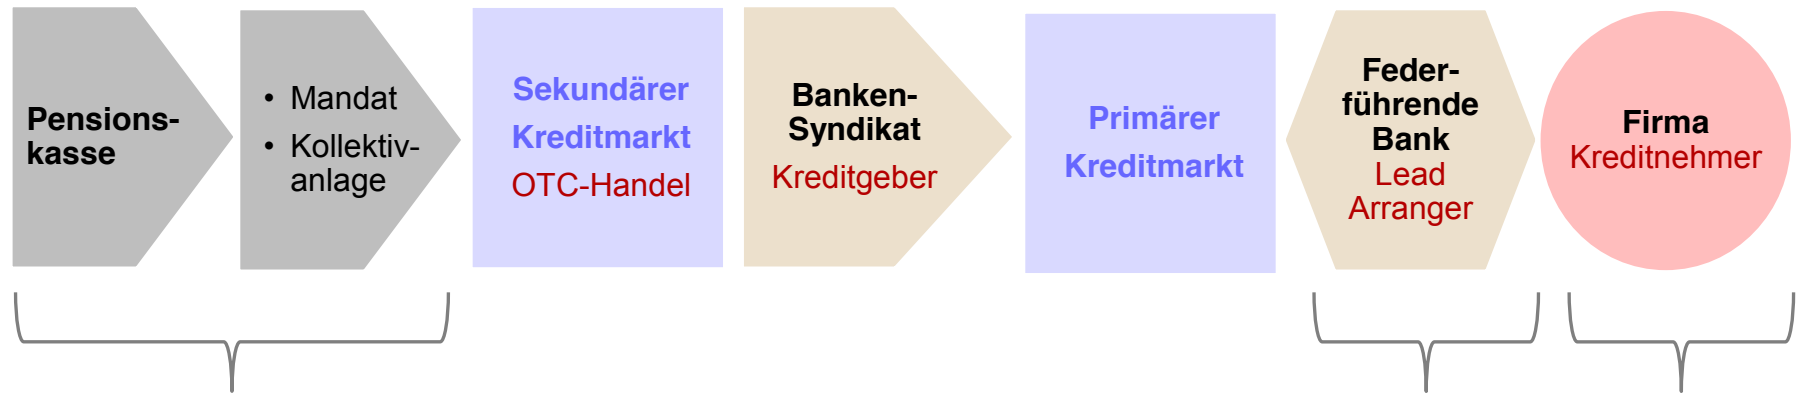 Pensions-
kasse
• Mandat
• Kollektiv-
anlage
Sekundärer
Kreditmarkt
OTC-Handel
Banken-
Syndikat
Kreditgeber
Primärer
Kreditmarkt
Feder-
führende
Bank
Lead
Arranger
Firma
Kreditnehmer